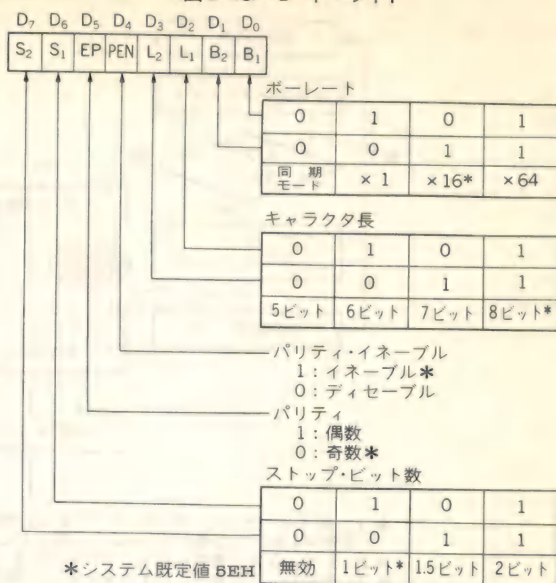 D7 D6 D5 D4 D3 D2 D1 D0
S2 S1 EP PEN L2 L1 B2 B1
ボーレート
0 1 0 1
0 0 1 1
同期モード ×1 ×16* ×64
キャラクタ長
0 1 0 1
0 0 1 1
5ビット 6ビット 7ビット 8ビット*
パリティ・イネーブル
1：イネーブル*
0：ディセーブル
パリティ
1：偶数
0：奇数*
ストップ・ビット数
0 1 0 1
0 0 1 1
無効 1ビット* 1.5ビット 2ビット
*システム既定値 5EH